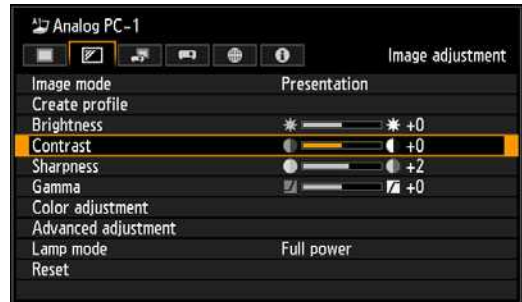 Analog PC-1
Image adjustment
Image mode Presentation
Create profile
Brightness +0
Contrast +0
Sharpness +2
Gamma +0
Color adjustment
Advanced adjustment
Lamp mode Full power
Reset